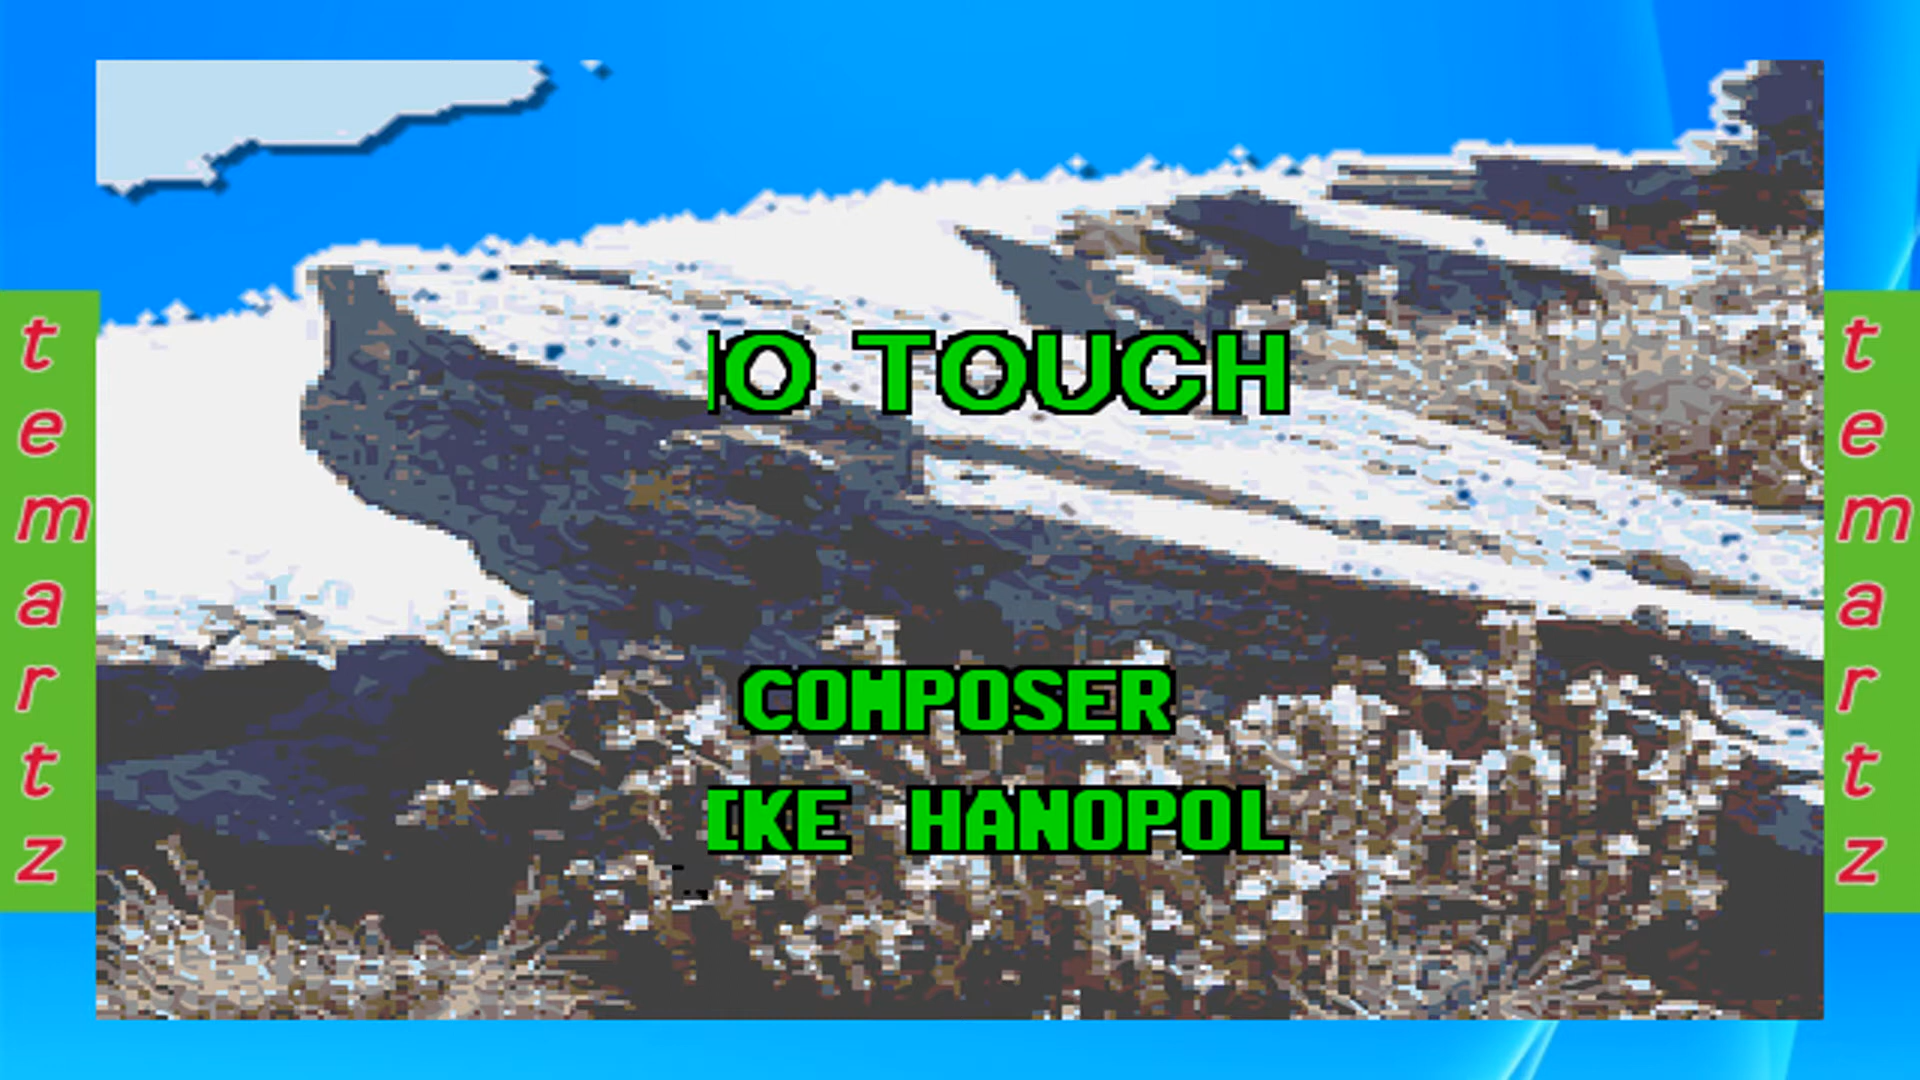 temartz
O TOUCH
COMPOSER
IKE HANOPOL
temartz